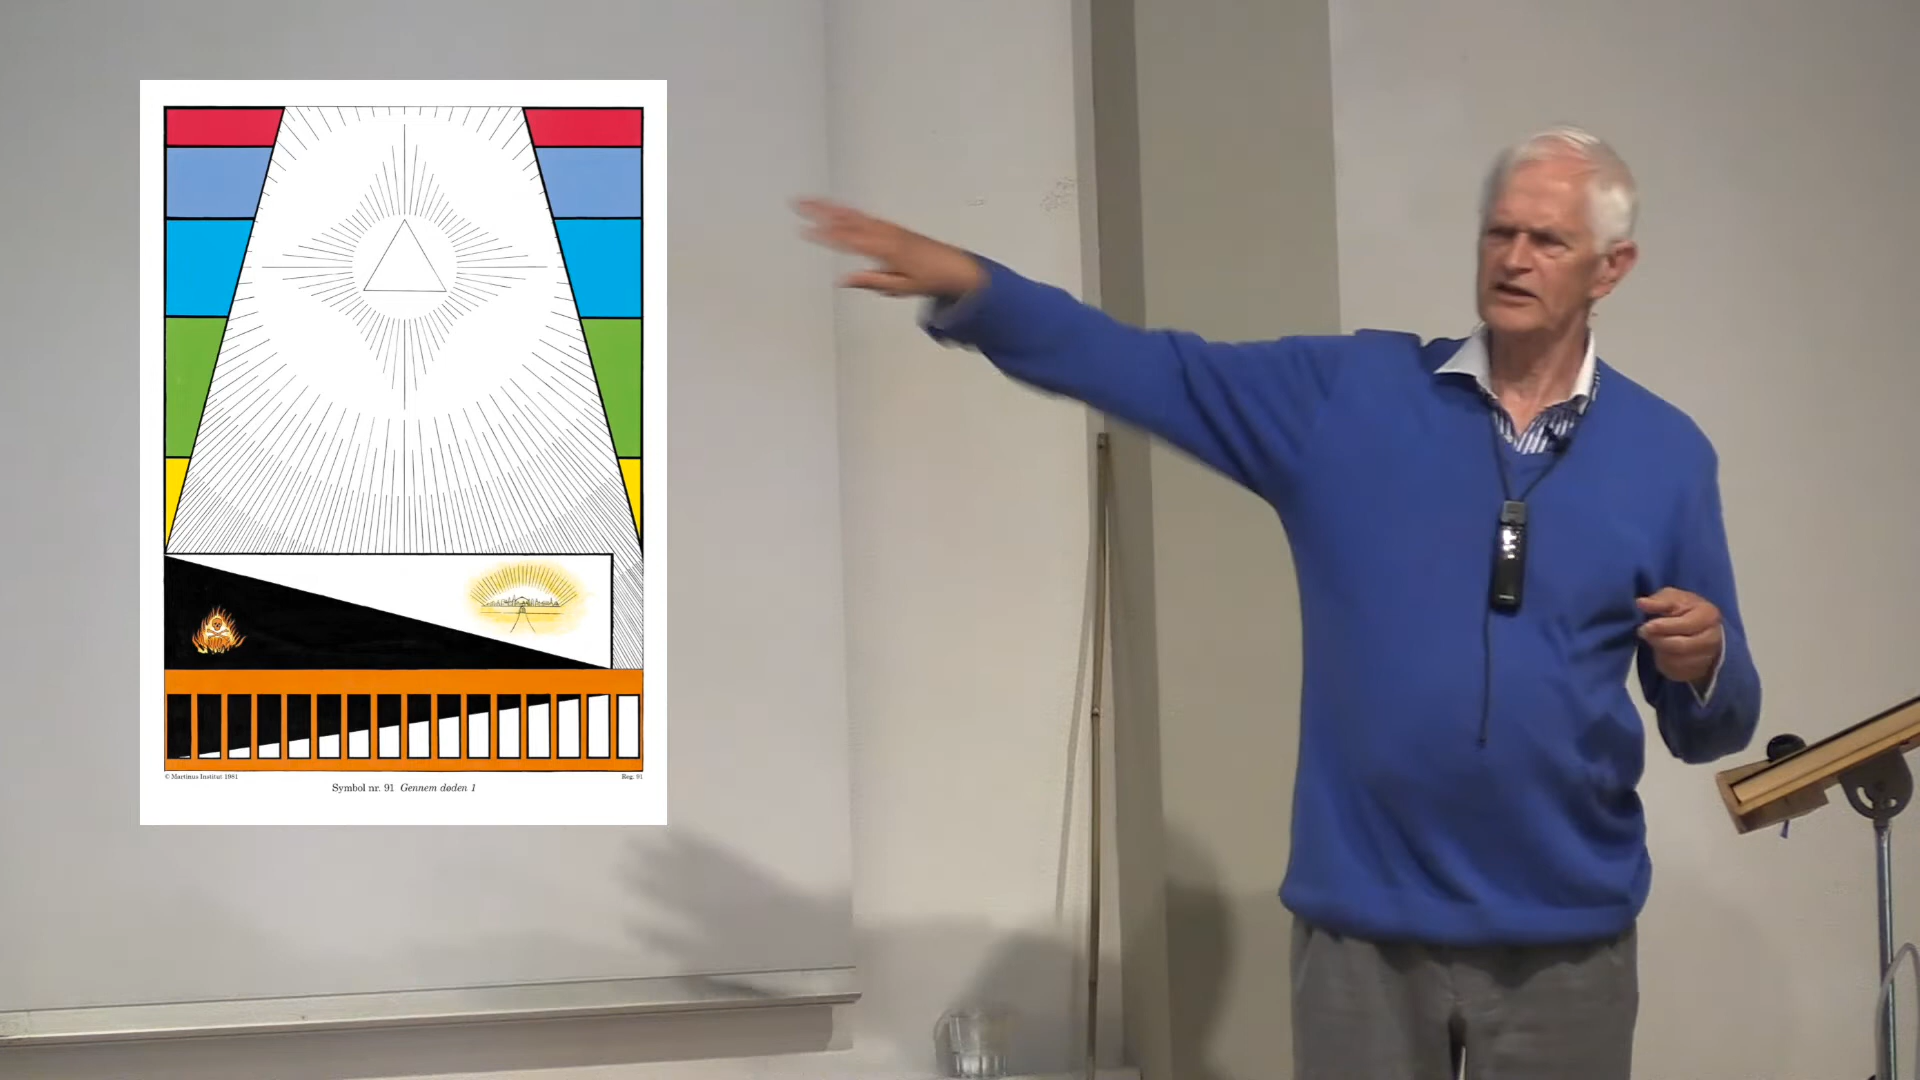 © Martinus Institut 1981
Reg. 91
Symbol nr. 91 Gennem døden 1